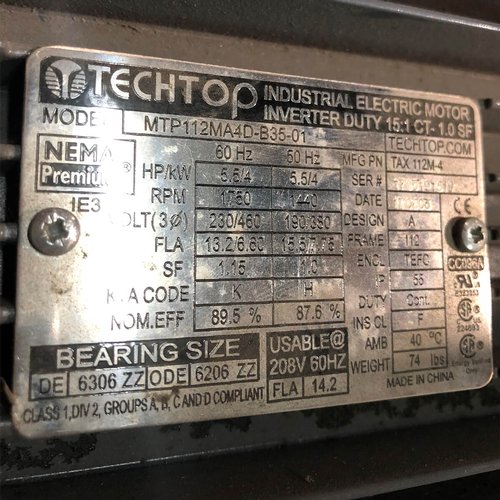 TECHTOP INDUSTRIAL ELECTRIC MOTOR
INVERTER DUTY 15:1 CT- 1.0 SF
MODEL MTP112MA4D-B35-01 TECHTOP.COM
NEMA Premium
IE3
60 Hz 50 Hz MFG PN TAX 112M-4
HP/KW 5.5/4 5.5/4 SER #
RPM 1750 1440 DATE
VOLT(3Ø) 230/460 190/380 DESIGN A
FLA 13.2/6.60 FRAME 112
SF 1.15 1.0 ENCL TEFC
KVA CODE K H IP 55
NOM.EFF 89.5 % 87.6 % DUTY Cont.
INS CL F
AMB 40 °C
WEIGHT 74 lbs
BEARING SIZE
DE 6306 ZZ ODE 6206 ZZ
USABLE@
208V 60HZ
FLA 14.2
CE
Energy Verified
MADE IN CHINA
CLASS 1,DIV 2, GROUPS A, B, C AND D COMPLIANT